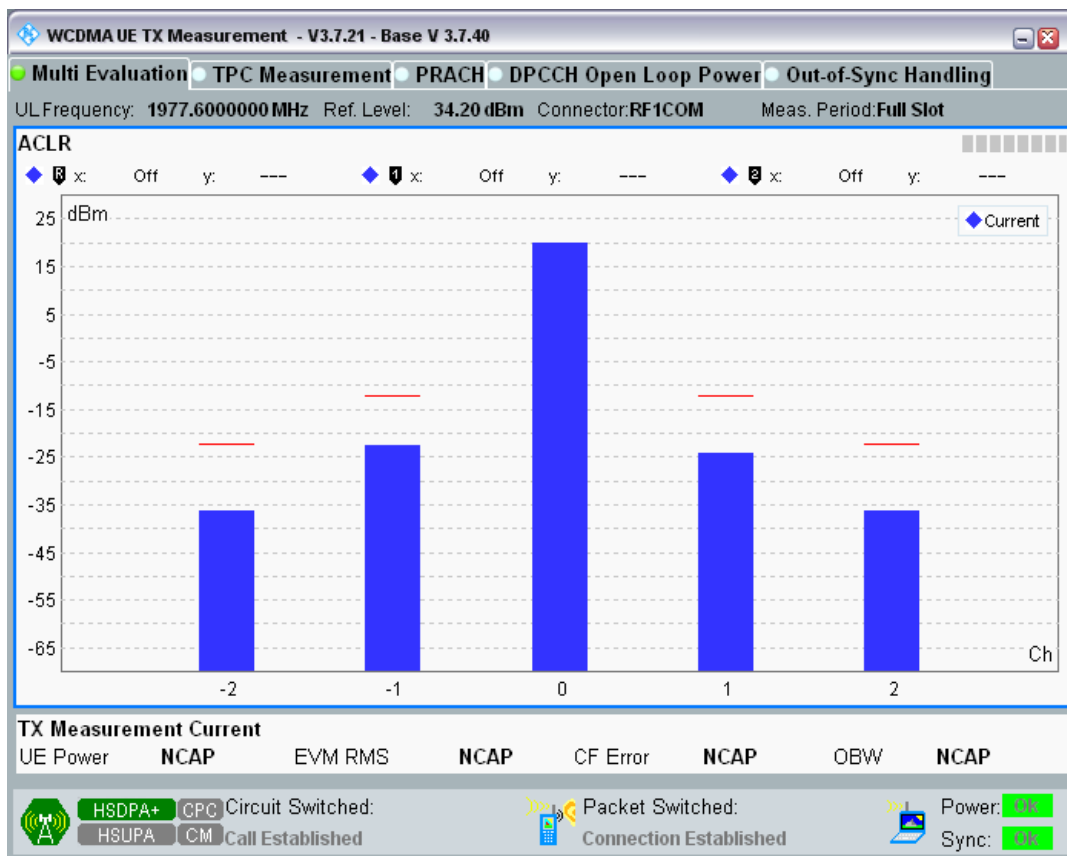 WCDMA UE TX Measurement - V3.7.21 - Base V 3.7.40
Multi Evaluation TPC Measurement PRACH DPCCH Open Loop Power Out-of-Sync Handling
UL Frequency: 1977.6000000 MHz Ref. Level: 34.20 dBm Connector:RF1COM Meas. Period:Full Slot
ACLR
R x: Off y: --- 1 x: Off y: --- 2 x: Off y: ---
dBm
Current
25
15
5
-5
-15
-25
-35
-45
-55
-65
Ch
-2 -1 0 1 2
TX Measurement Current
UE Power NCAP EVM RMS NCAP CF Error NCAP OBW NCAP
HSDPA+ CPC Circuit Switched: Packet Switched: Power: Ok
HSUPA CM Call Established Connection Established Sync: Ok